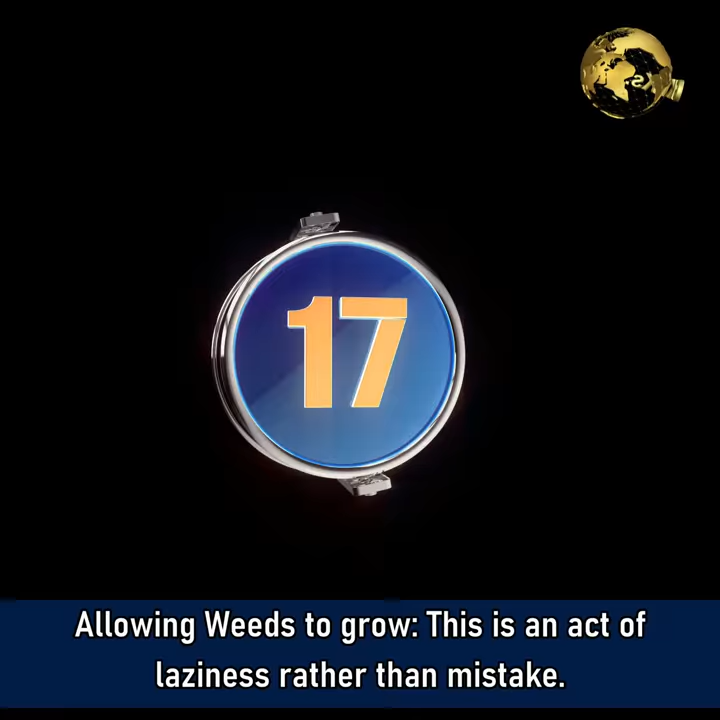 17
Allowing Weeds to grow: This is an act of
laziness rather than mistake.